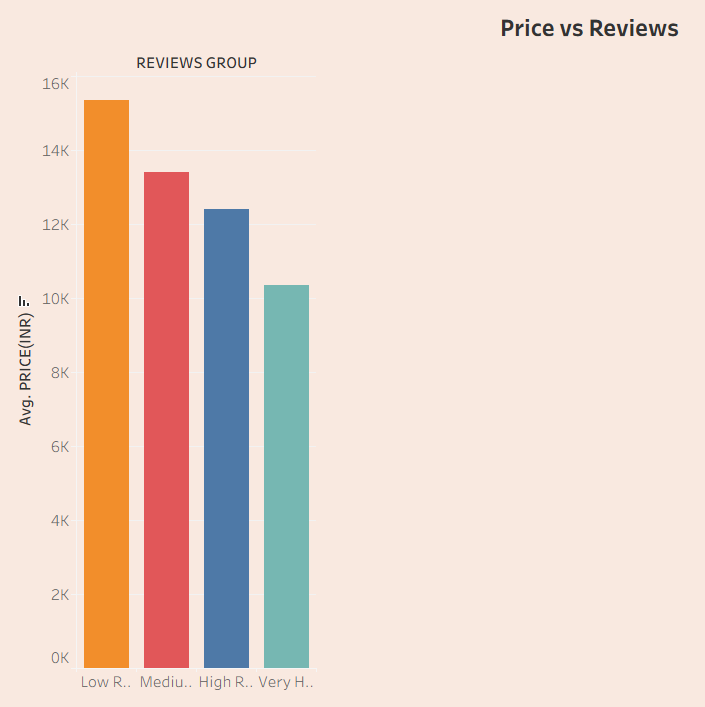 Price vs Reviews
REVIEWS GROUP
16K
14K
12K
10K
8K
6K
4K
2K
0K
Avg. PRICE(INR)
Low R.. Mediu.. High R.. Very H..